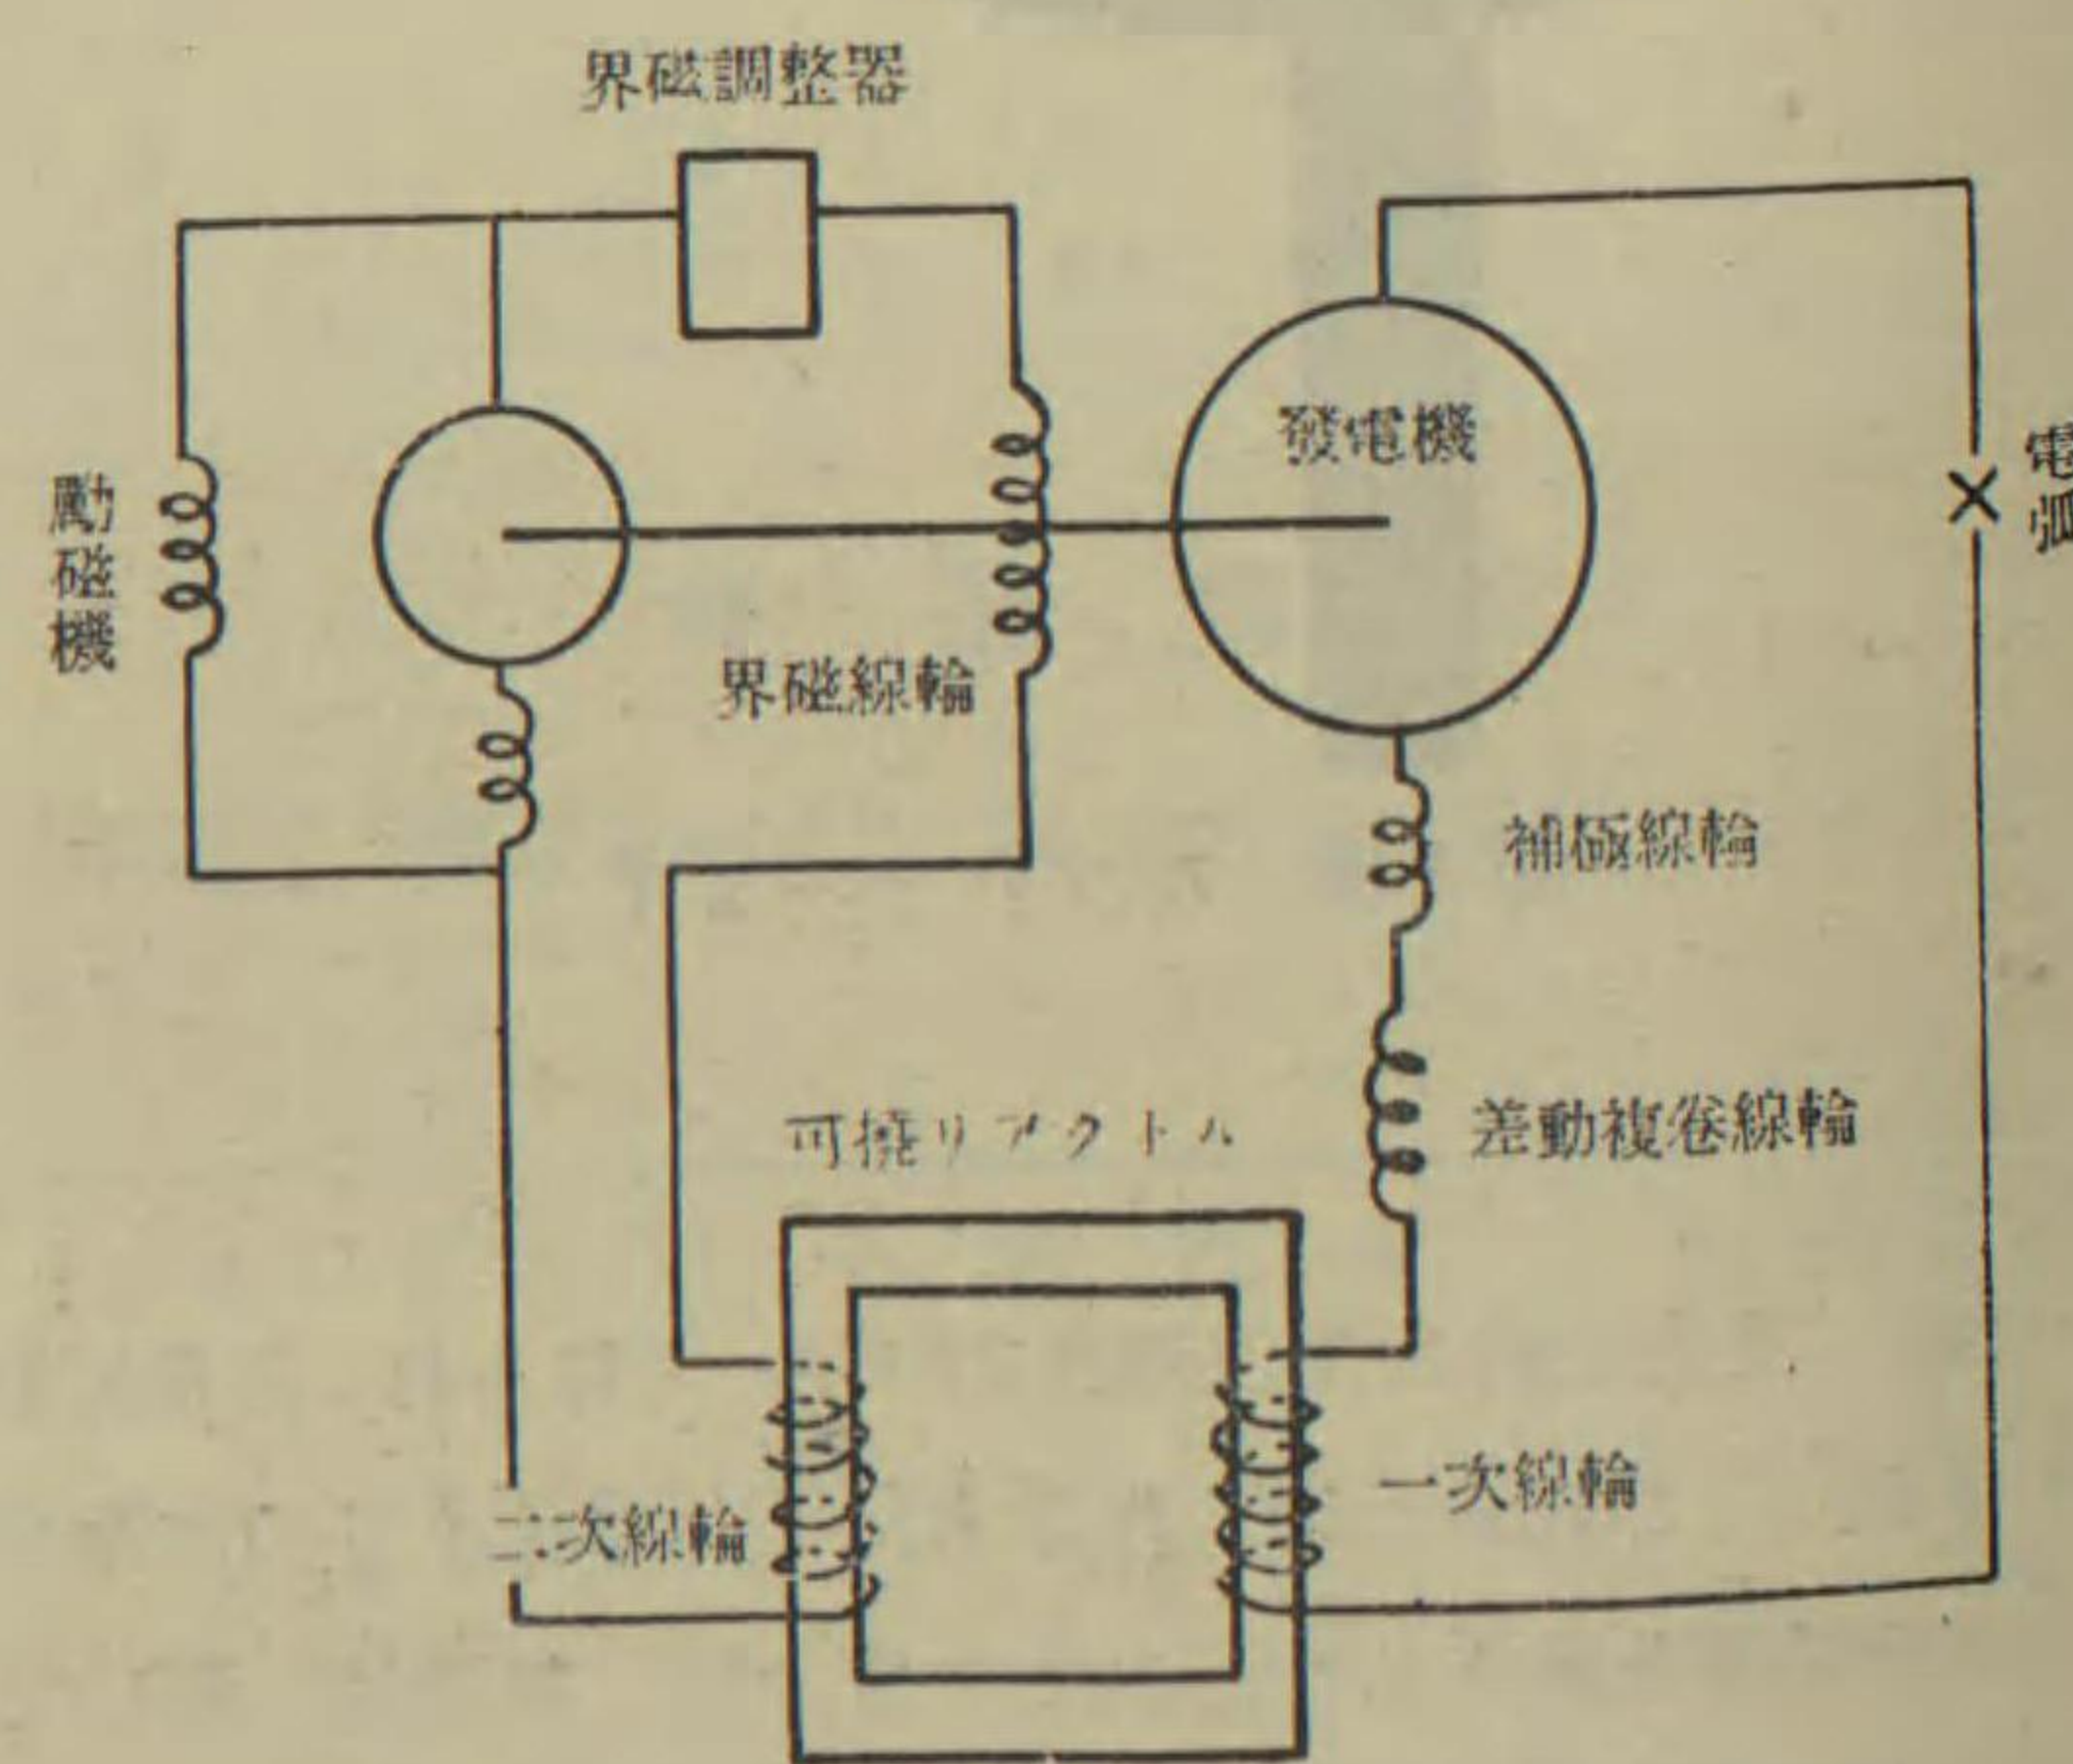 界磁調整器
發電機
電弧
勵磁機
界磁線輪
補極線輪
差動複卷線輪
可撓リアクトル
一次線輪
二次線輪